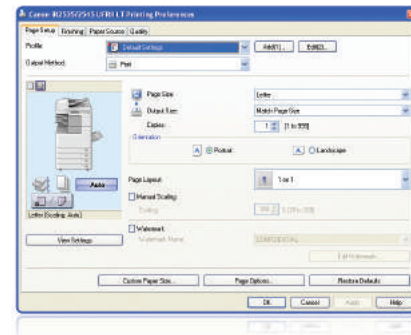 Canon iR2535/2545 UFRII LT Printing Preferences
Page Setup Finishing Paper Source Quality
Profile: Default Settings Add(1)... Edit(2)...
Output Method: Print
Page Size: Letter
Output Size: Match Page Size
Copies: 1 [1 to 999]
Orientation
A Portrait A Landscape
Auto
Page Layout: 1 1 on 1
Manual Scaling
Scaling:
Letter [Scaling: Auto]
Watermark
View Settings
Watermark Name: CONFIDENTIAL
Edit Watermark...
Custom Paper Size... Page Options... Restore Defaults
OK Cancel Apply Help